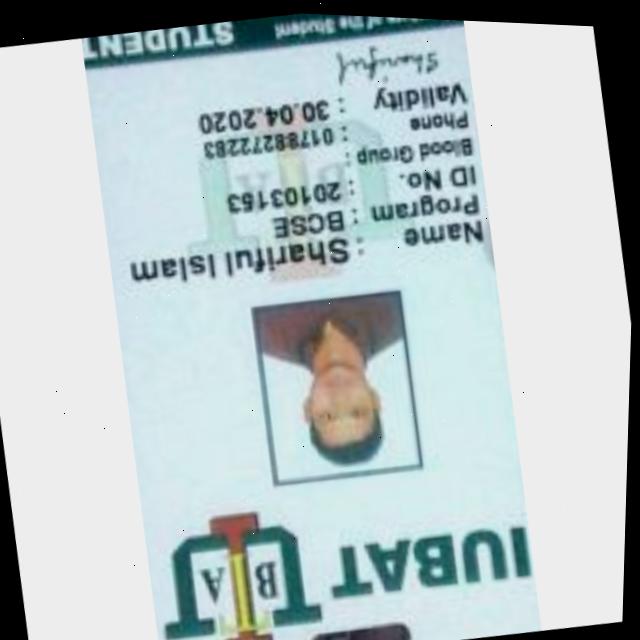 IUBAT
IUBAT
Name : Shariful Islam
Program : BCSE
ID No. : 20103153
Blood Group :
Phone : 01788272283
Validity : 30.04.2020
Shariful
of the Student
STUDENT